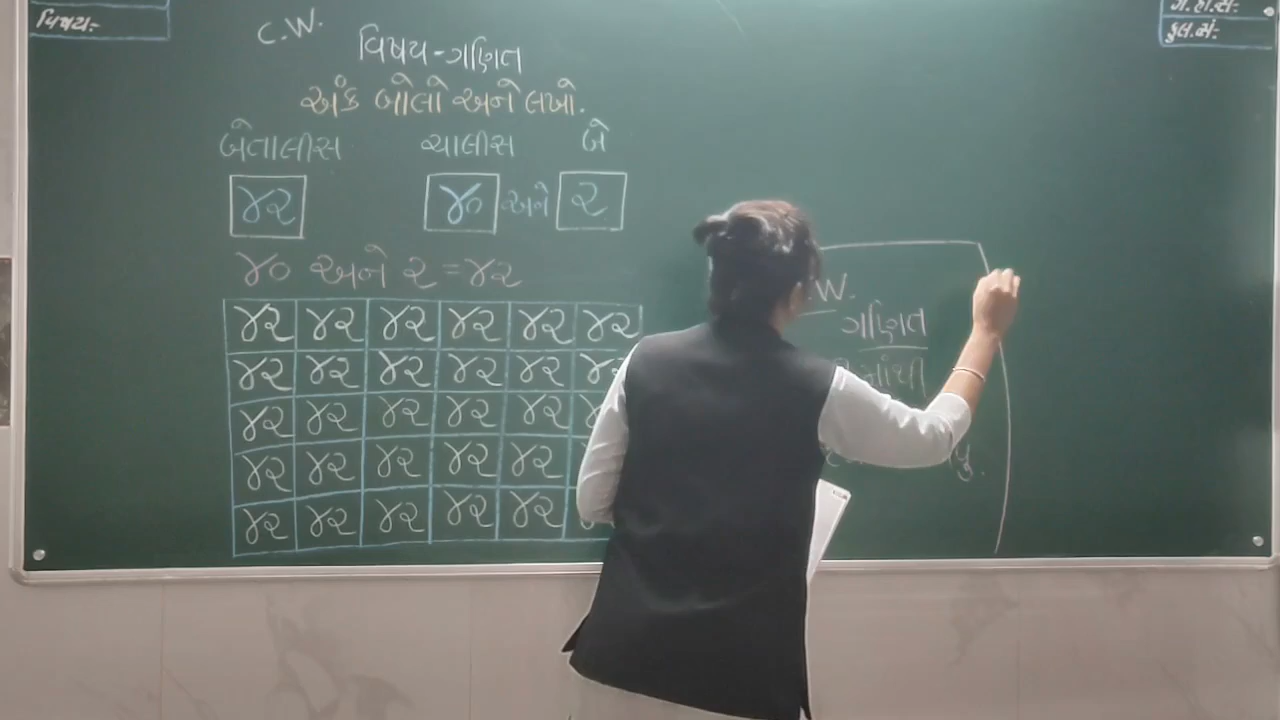 વિષય:-
C.W.
વિષય-ગણિત
અંક બોલો અને લખો.
બેતાલીસ ચાલીસ બે
૪૨ ૪૦ અને ૨
૪૦ અને ૨ = ૪૨
૪૨ ૪૨ ૪૨ ૪૨ ૪૨ ૪૨
૪૨ ૪૨ ૪૨ ૪૨ ૪૨ ૪૨
૪૨ ૪૨ ૪૨ ૪૨ ૪૨
૪૨ ૪૨ ૪૨ ૪૨ ૪૨
૪૨ ૪૨ ૪૨ ૪૨ ૪૨
W.
ગણિત
ગે.હા.સં:-
કુલ.સં:-